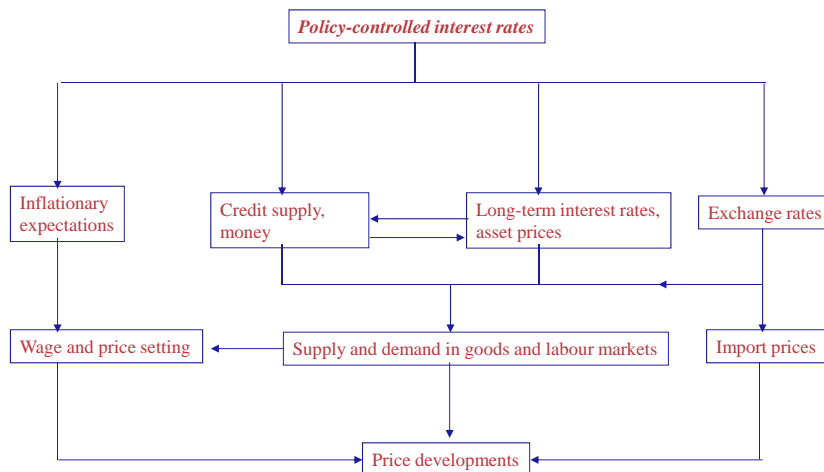 Policy-controlled interest rates
Inflationary
expectations
Credit supply,
money
Long-term interest rates,
asset prices
Exchange rates
Wage and price setting
Supply and demand in goods and labour markets
Import prices
Price developments